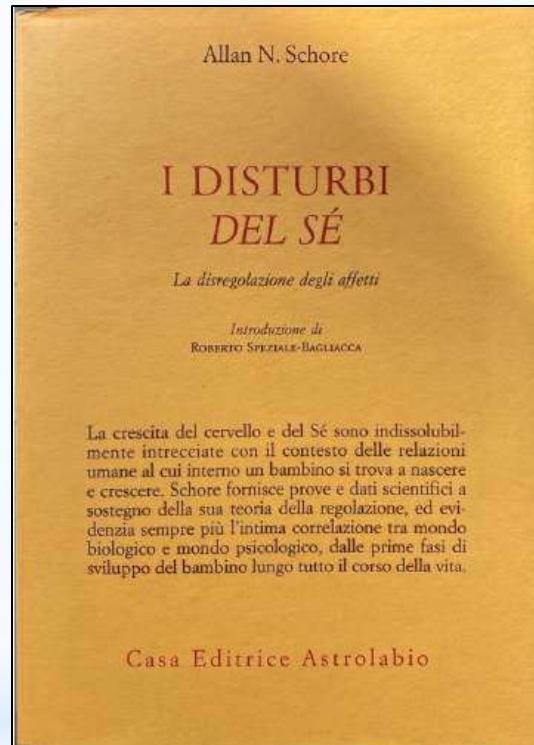 Allan N. Schore
I DISTURBI
DEL SÉ
La disregolazione degli affetti
Introduzione di
ROBERTO SPEZIALE-BAGLIACCA
La crescita del cervello e del Sé sono indissolubil-
mente intrecciate con il contesto delle relazioni
umane al cui interno un bambino si trova a nascere
e crescere. Schore fornisce prove e dati scientifici a
sostegno della sua teoria della regolazione, ed evi-
denzia sempre più l'intima correlazione tra mondo
biologico e mondo psicologico, dalle prime fasi di
sviluppo del bambino lungo tutto il corso della vita.
Casa Editrice Astrolabio